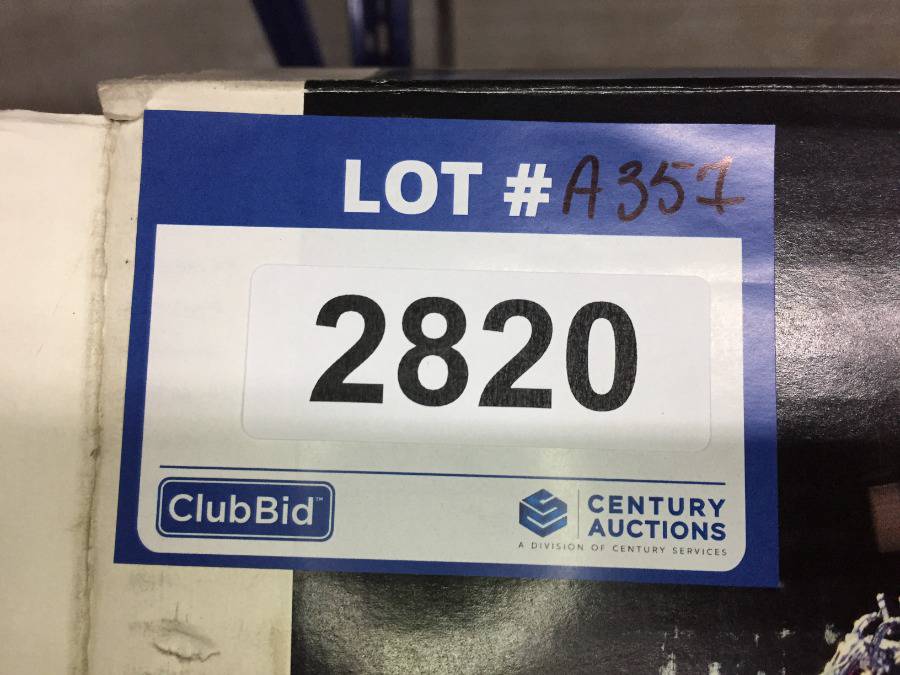 LOT # A357
2820
ClubBid™
CENTURY
AUCTIONS
A DIVISION OF CENTURY SERVICES